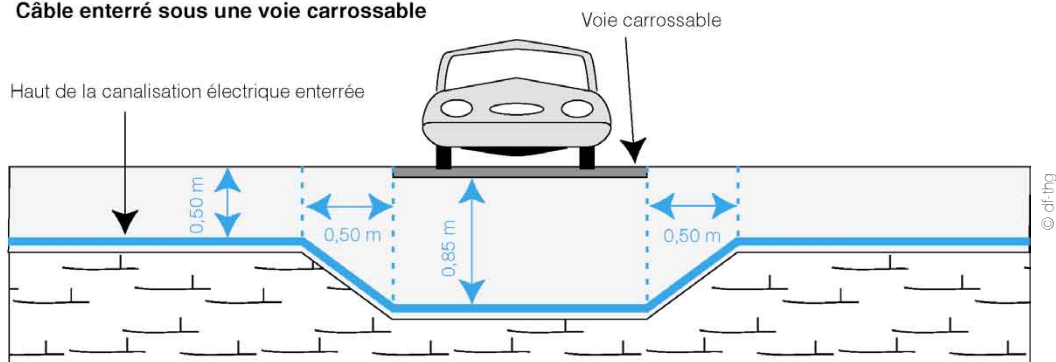 Câble enterré sous une voie carrossable
Voie carrossable
Haut de la canalisation électrique enterrée
0,50 m
0,50 m
0,85 m
0,50 m
© df-thg